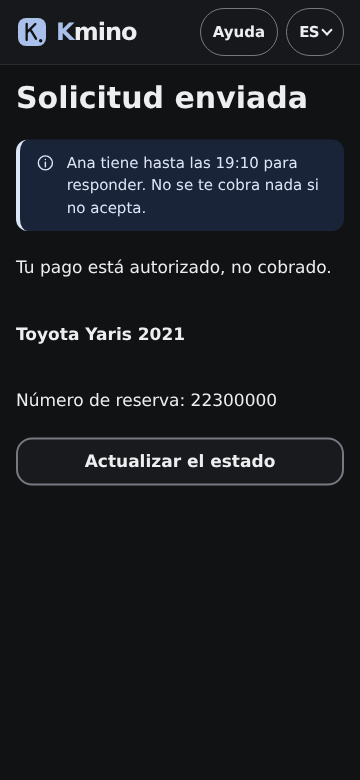 K. Kmino
Ayuda
ES
Solicitud enviada
Ana tiene hasta las 19:10 para
responder. No se te cobra nada si
no acepta.
Tu pago está autorizado, no cobrado.
Toyota Yaris 2021
Número de reserva: 22300000
Actualizar el estado